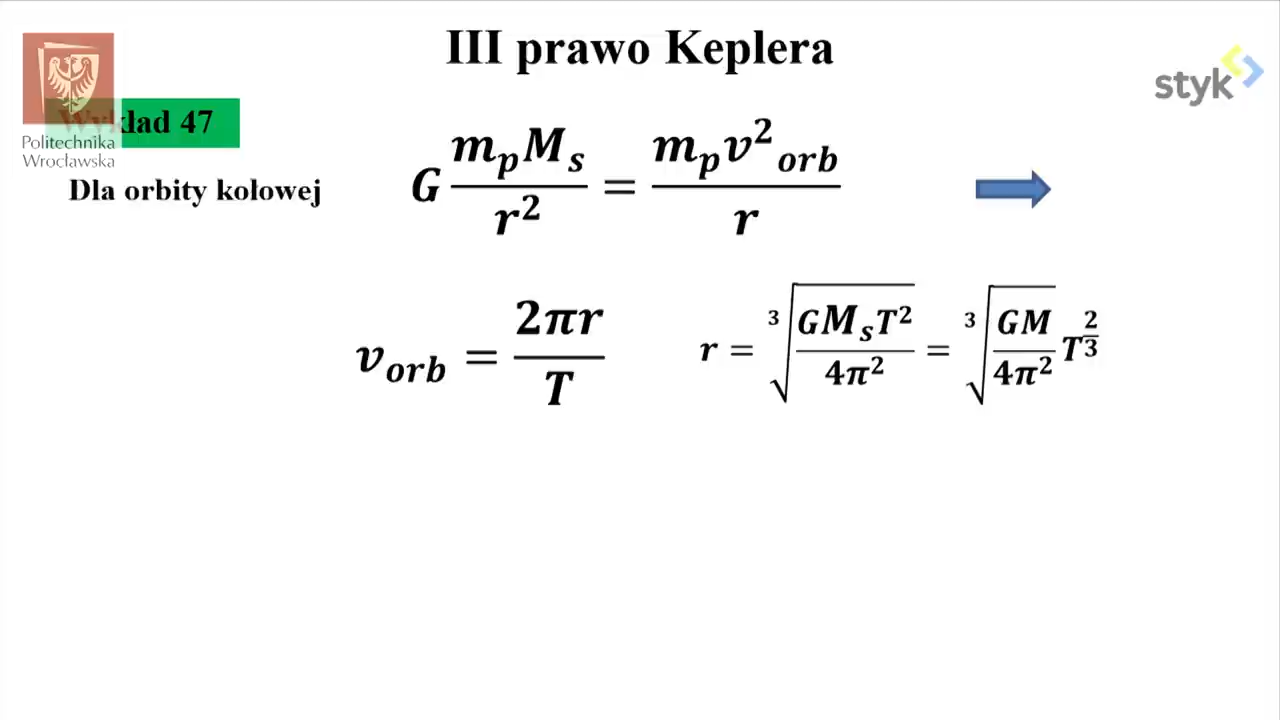 III prawo Keplera
styk
Wykład 47
Politechnika
Wrocławska
Dla orbity kołowej
G m_p M_s / r² = m_p v²_orb / r
v_orb = 2πr / T
r = ∛(GM_sT² / 4π²) = ∛(GM / 4π²) T^(2/3)